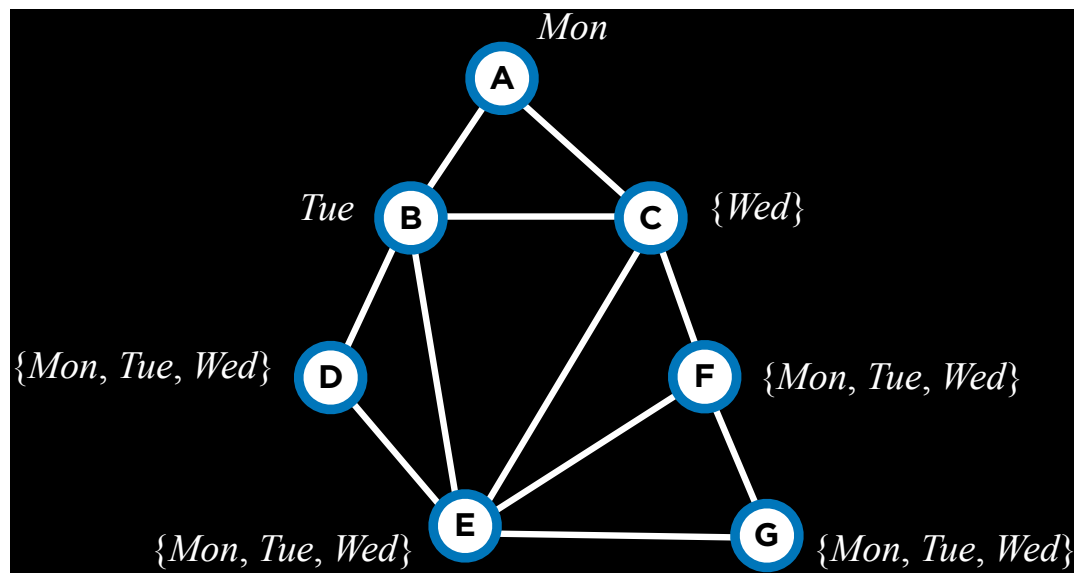 Mon
A
Tue
B
C
{Wed}
{Mon, Tue, Wed}
D
F
{Mon, Tue, Wed}
{Mon, Tue, Wed}
E
G
{Mon, Tue, Wed}